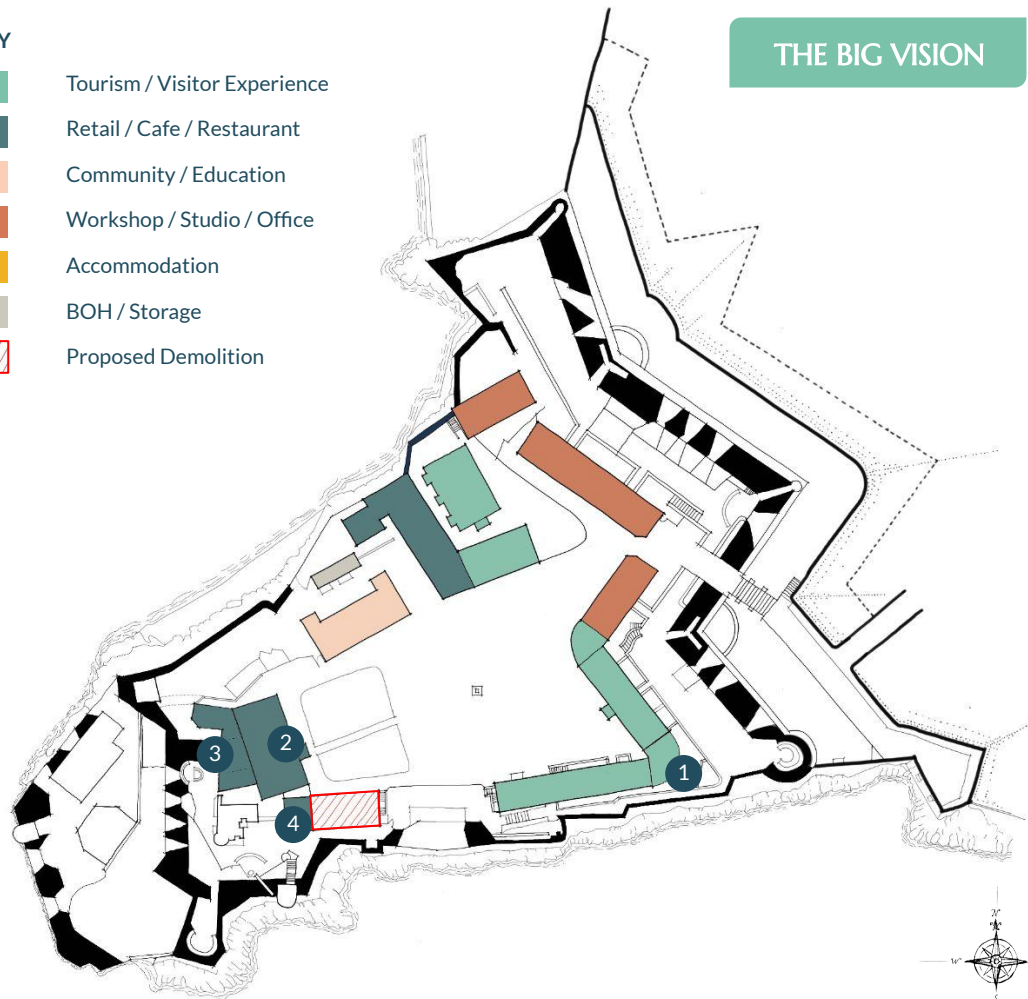 Y
THE BIG VISION
Tourism / Visitor Experience
Retail / Cafe / Restaurant
Community / Education
Workshop / Studio / Office
Accommodation
BOH / Storage
Proposed Demolition
1
2
3
4
N
W